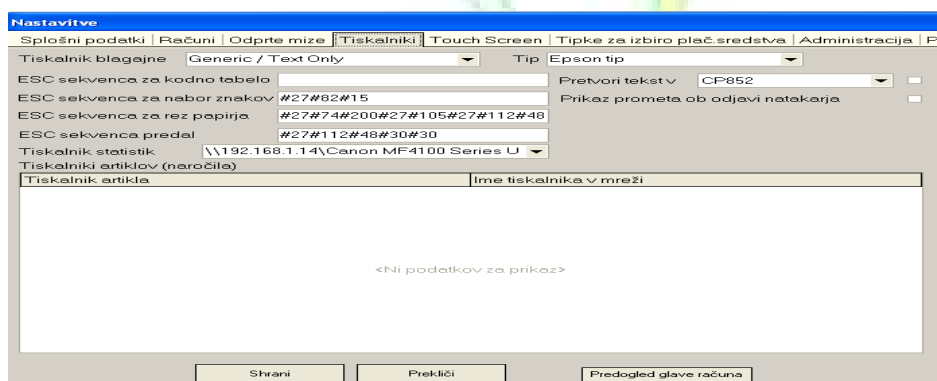 Nastavitve
Splošni podatki | Računi | Odprte mize | Tiskalniki | Touch Screen | Tipke za izbiro plač.sredstva | Administracija | P
Tiskalnik blagajne Generic / Text Only Tip Epson tip
ESC sekvenca za kodno tabelo Pretvori tekst v CP852
ESC sekvenca za nabor znakov #27#82#15 Prikaz prometa ob odjavi natakarja
ESC sekvenca za rez papirja #27#74#200#27#105#27#112#48
ESC sekvenca predal #27#112#48#30#30
Tiskalnik statistik \\192.168.1.14\Canon MF4100 Series U
Tiskalniki artiklov (naročila)
Tiskalnik artikla Ime tiskalnika v mreži
<Ni podatkov za prikaz>
Shrani Prekliči Predogled glave računa